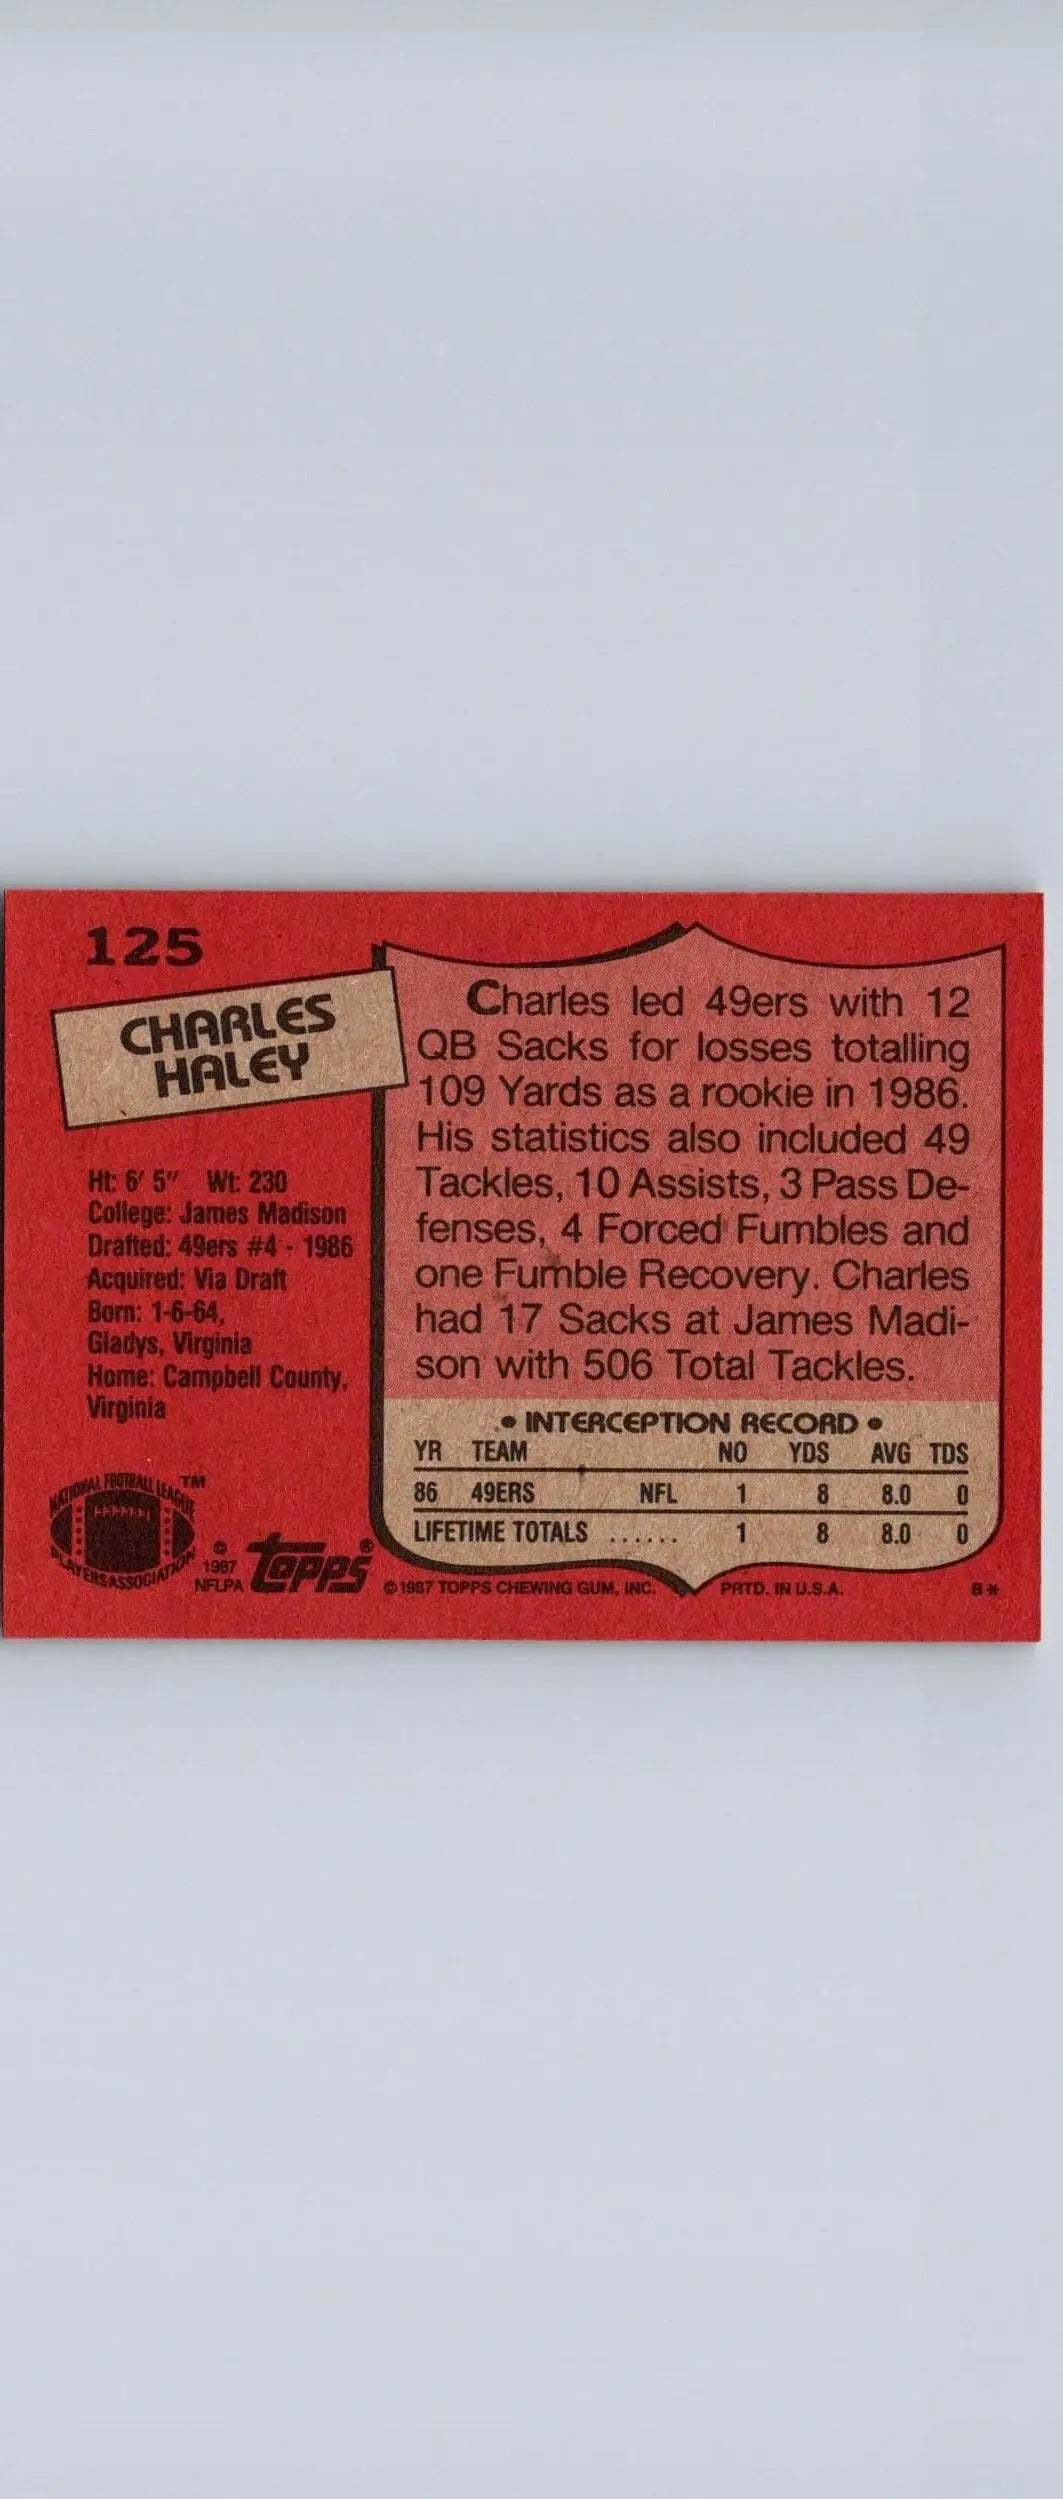 125
CHARLES
HALEY
Ht: 6' 5" Wt: 230
College: James Madison
Drafted: 49ers #4 - 1986
Acquired: Via Draft
Born: 1-6-64,
Gladys, Virginia
Home: Campbell County,
Virginia
NATIONAL FOOTBALL LEAGUE™
PLAYERS ASSOCIATION
©
1987
NFLPA
topps®
Charles led 49ers with 12
QB Sacks for losses totalling
109 Yards as a rookie in 1986.
His statistics also included 49
Tackles, 10 Assists, 3 Pass De-
fenses, 4 Forced Fumbles and
one Fumble Recovery. Charles
had 17 Sacks at James Madi-
son with 506 Total Tackles.
• INTERCEPTION RECORD •
YR TEAM NO YDS AVG TDS
86 49ERS NFL 1 8 8.0 0
LIFETIME TOTALS ...... 1 8 8.0 0
©1987 TOPPS CHEWING GUM, INC. PRTD. IN U.S.A. B*